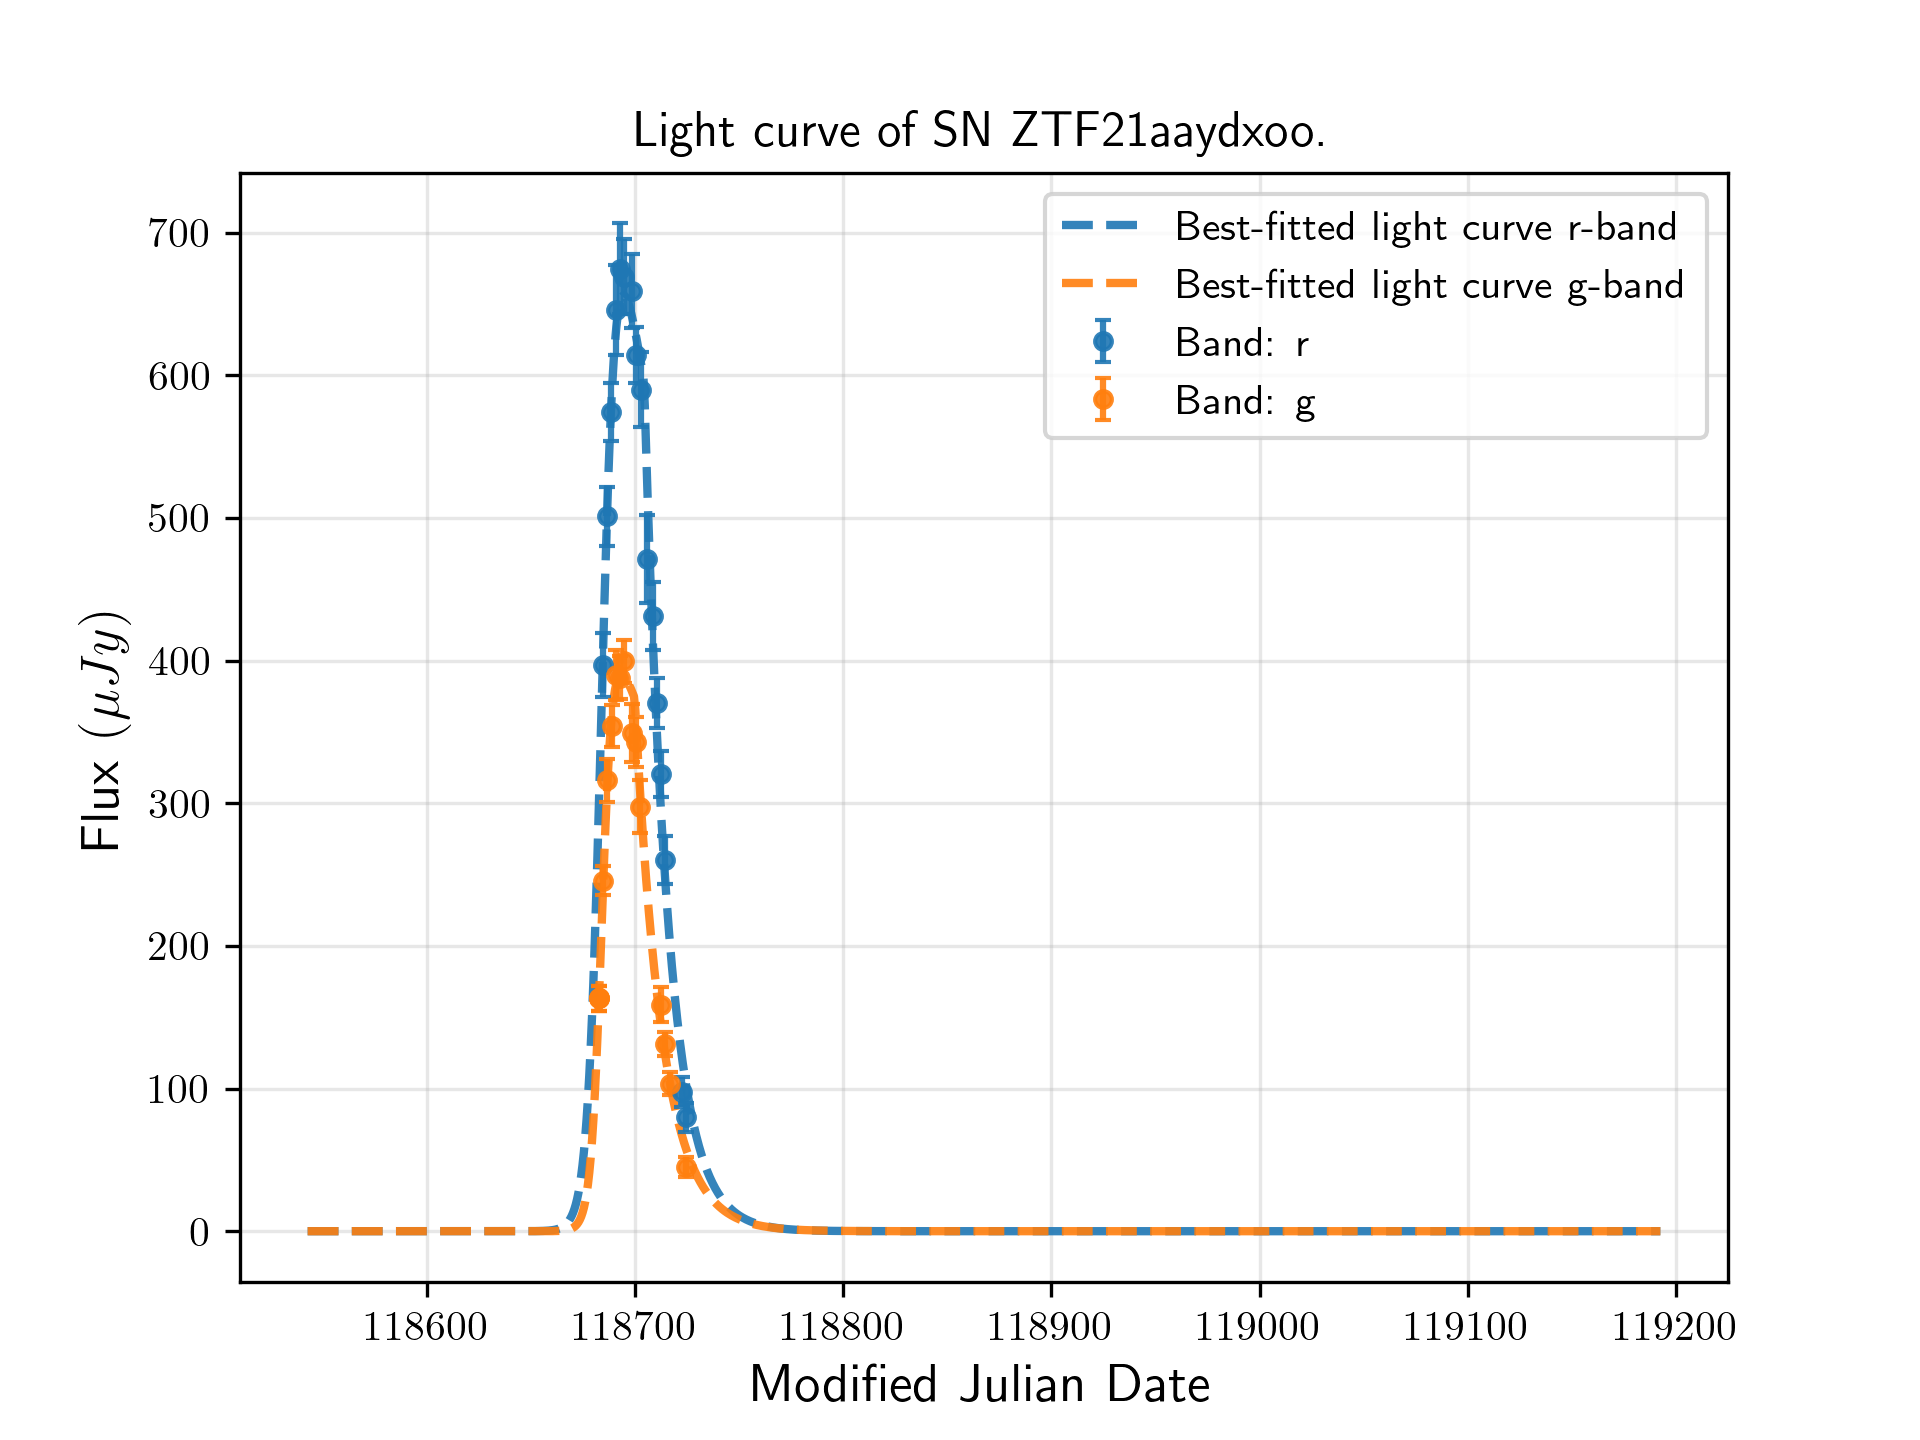 Light curve of SN ZTF21aaydxoo.
Best-fitted light curve r-band
Best-fitted light curve g-band
Band: r
Band: g
Flux (μJy)
700
600
500
400
300
200
100
0
118600 118700 118800 118900 119000 119100 119200
Modified Julian Date